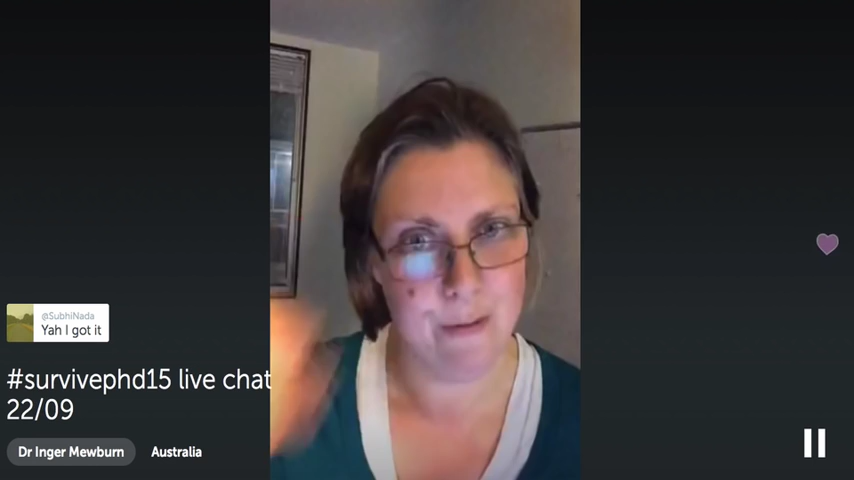 @SubhiNada
Yah I got it
#survivephd15 live chat
22/09
Dr Inger Mewburn
Australia